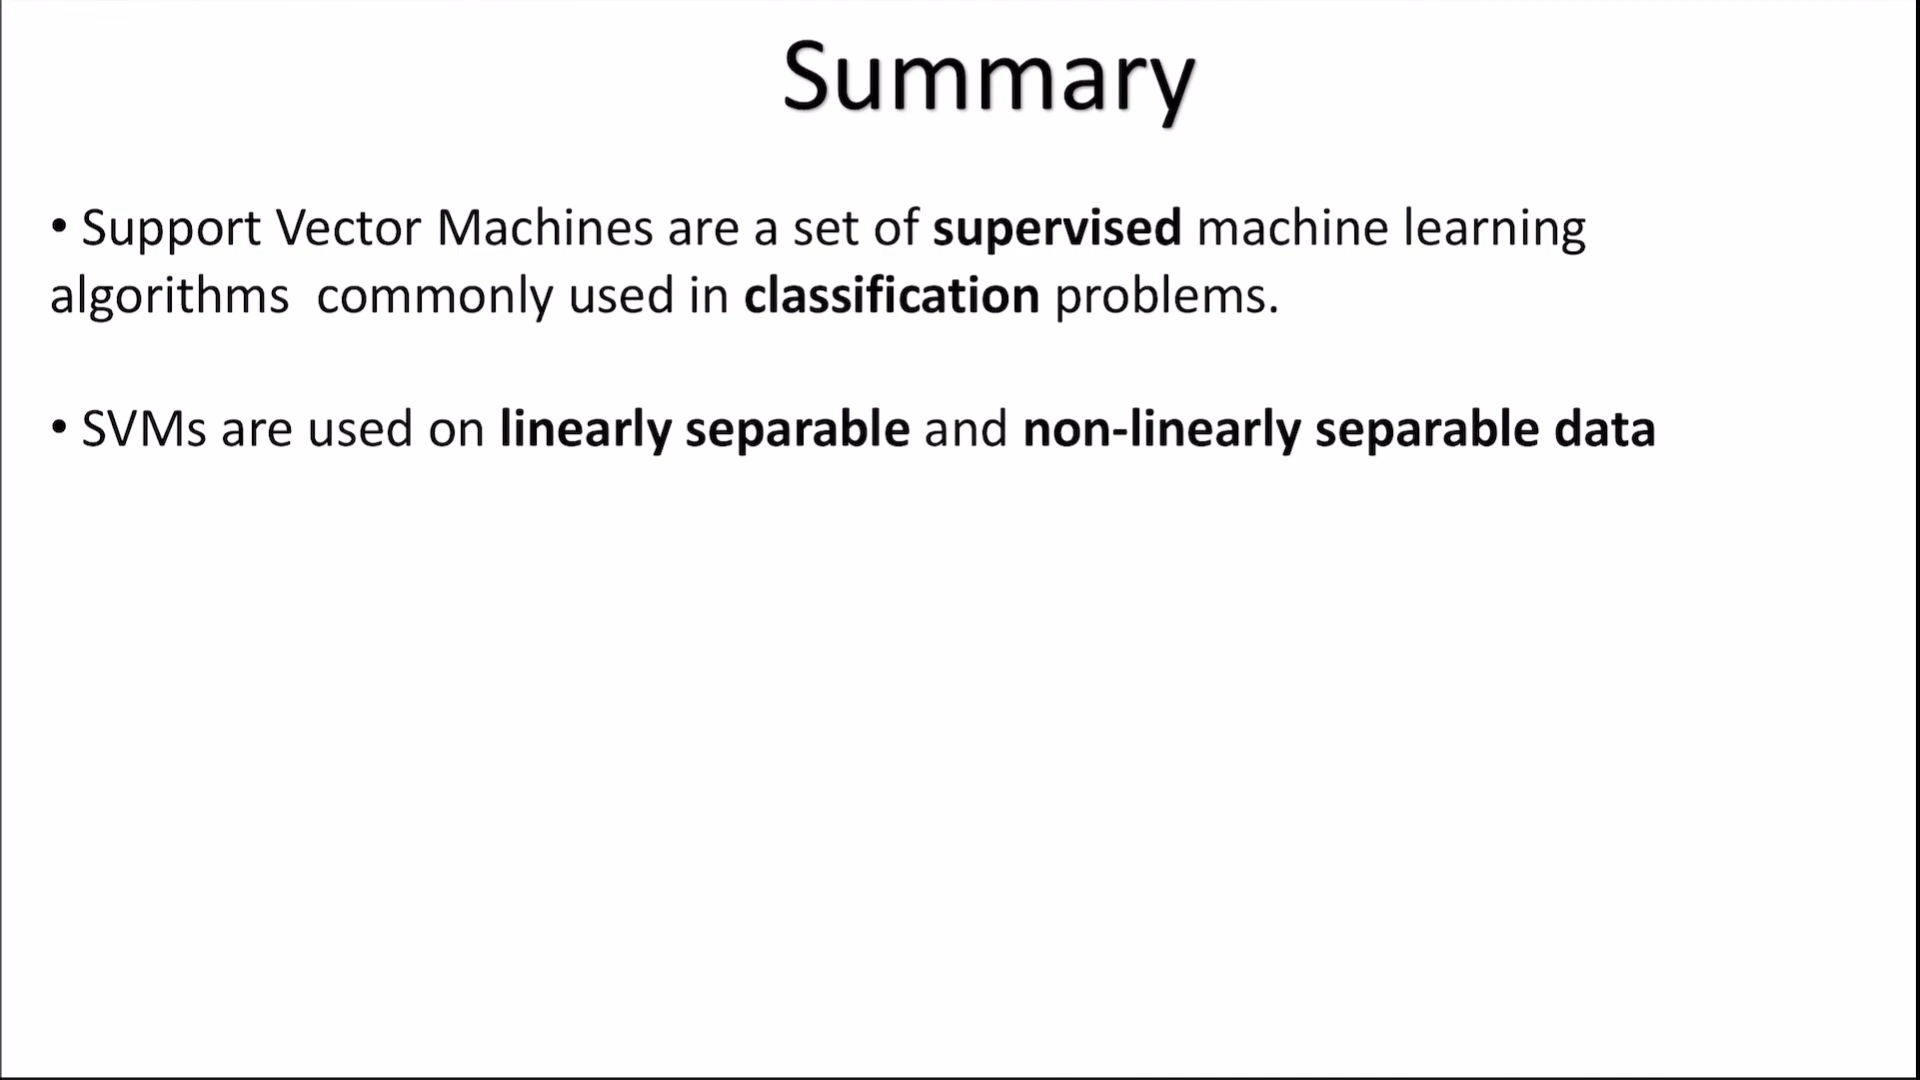 Summary
• Support Vector Machines are a set of supervised machine learning
algorithms  commonly used in classification problems.
• SVMs are used on linearly separable and non-linearly separable data